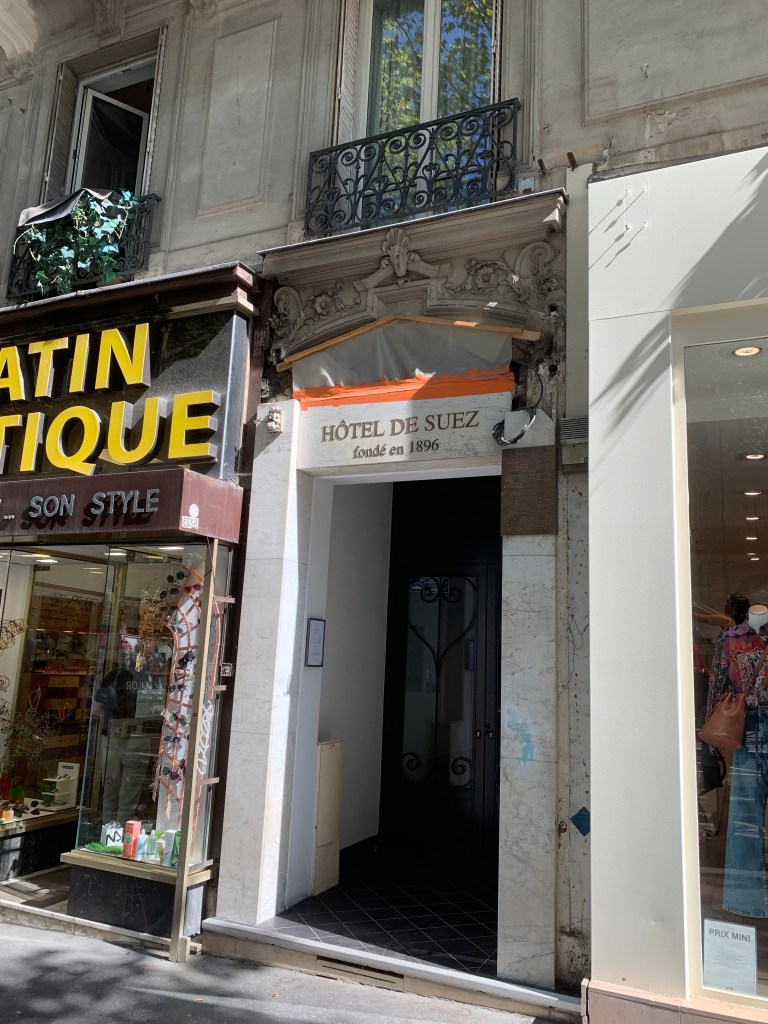 ATIN
TIQUE
SON STYLE
HÔTEL DE SUEZ
fondé en 1896
PRIX MINI